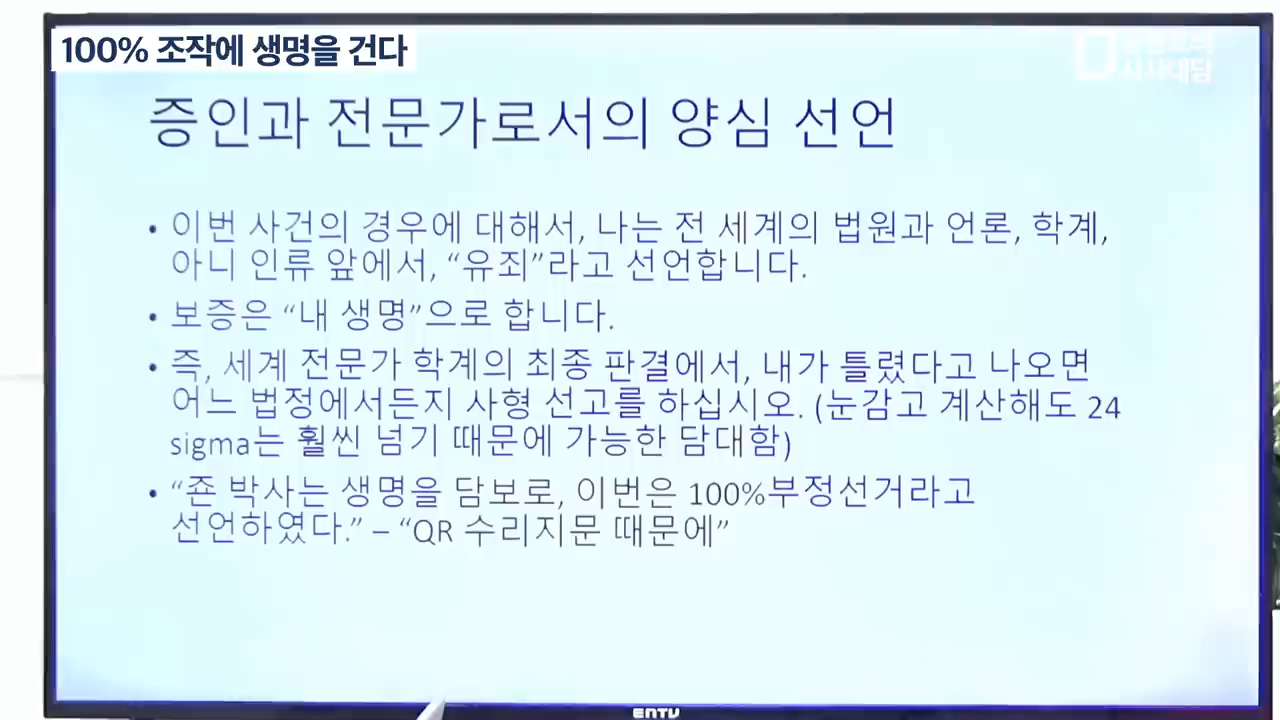 100% 조작에 생명을 건다
시사대담
증인과 전문가로서의 양심 선언
• 이번 사건의 경우에 대해서, 나는 전 세계의 법원과 언론, 학계,
아니 인류 앞에서, “유죄”라고 선언합니다.
• 보증은 “내 생명”으로 합니다.
• 즉, 세계 전문가 학계의 최종 판결에서, 내가 틀렸다고 나오면
어느 법정에서든지 사형 선고를 하십시오. (눈감고 계산해도 24
sigma는 훨씬 넘기 때문에 가능한 담대함)
• “죤 박사는 생명을 담보로, 이번은 100%부정선거라고
선언하였다.” – “QR 수리지문 때문에”
ENTV